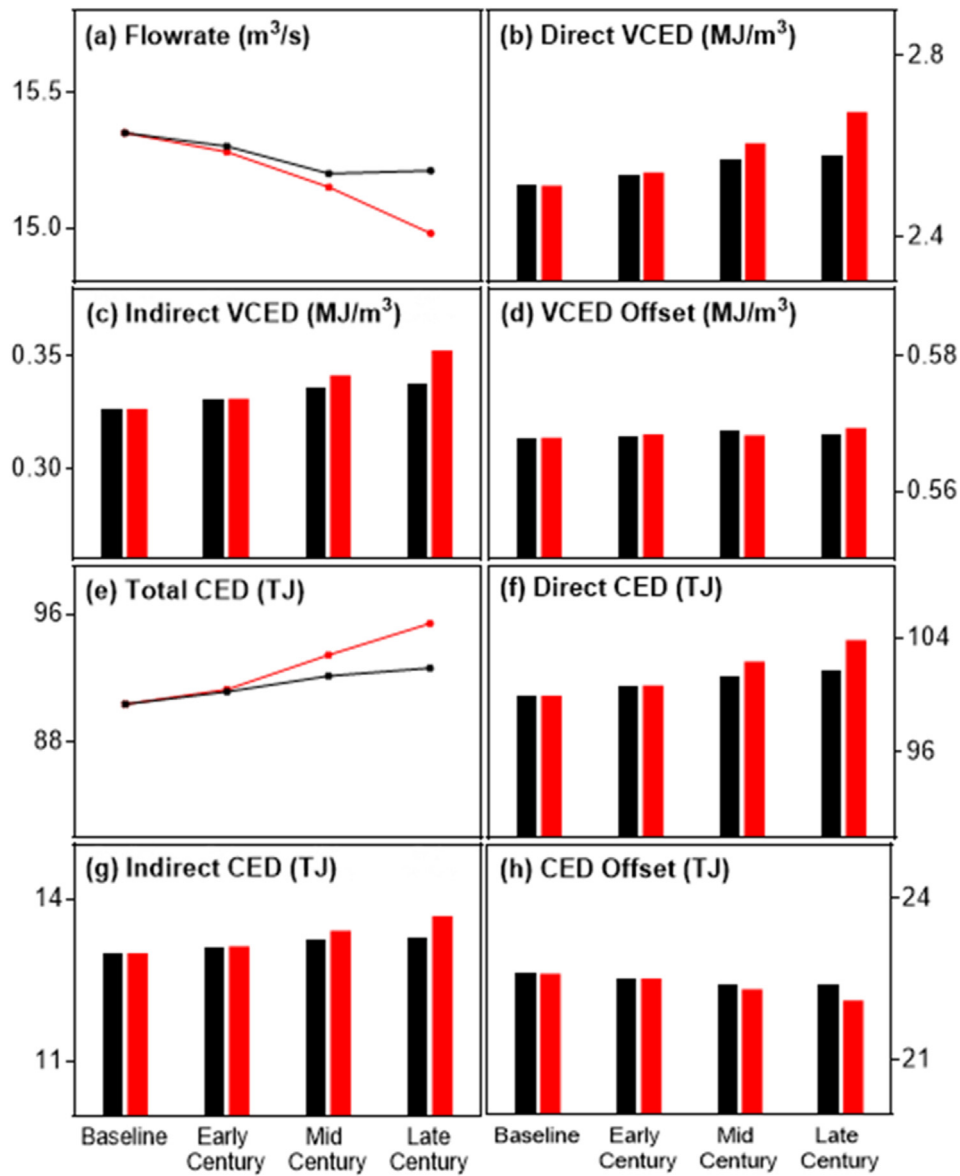 (a) Flowrate (m³/s)
15.5
15.0
(b) Direct VCED (MJ/m³)
2.8
2.4
(c) Indirect VCED (MJ/m³)
0.35
0.30
(d) VCED Offset (MJ/m³)
0.58
0.56
(e) Total CED (TJ)
96
88
(f) Direct CED (TJ)
104
96
(g) Indirect CED (TJ)
14
11
(h) CED Offset (TJ)
24
21
Baseline
Early
Century
Mid
Century
Late
Century
Baseline
Early
Century
Mid
Century
Late
Century